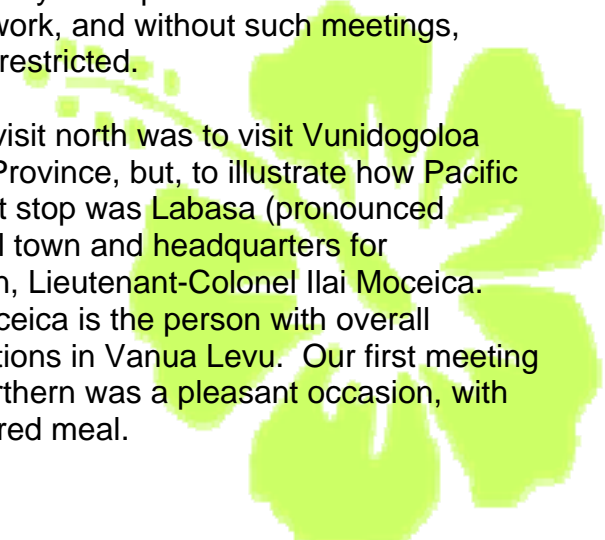 work, and without such meetings,
restricted.
visit north was to visit Vunidogoloa
Province, but, to illustrate how Pacific
t stop was Labasa (pronounced
l town and headquarters for
n, Lieutenant-Colonel Ilai Moceica.
ceica is the person with overall
tions in Vanua Levu. Our first meeting
rthern was a pleasant occasion, with
red meal.